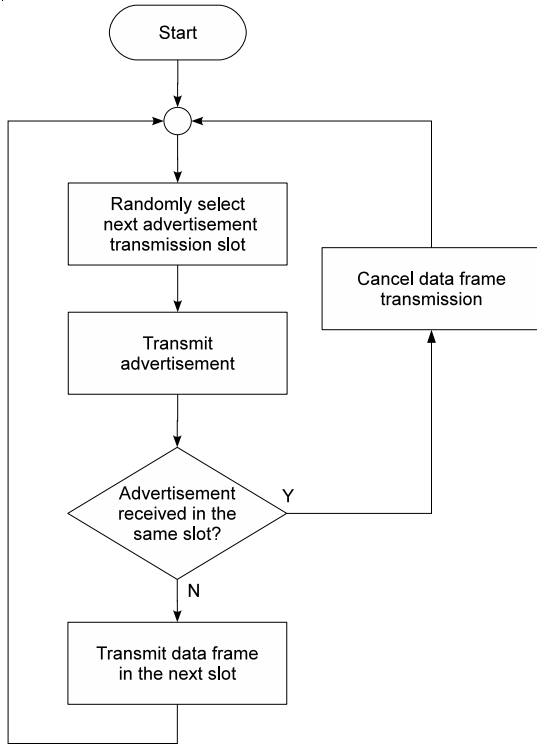 Start
Randomly select
next advertisement
transmission slot
Cancel data frame
transmission
Transmit
advertisement
Advertisement
received in the
same slot?
Y
N
Transmit data frame
in the next slot